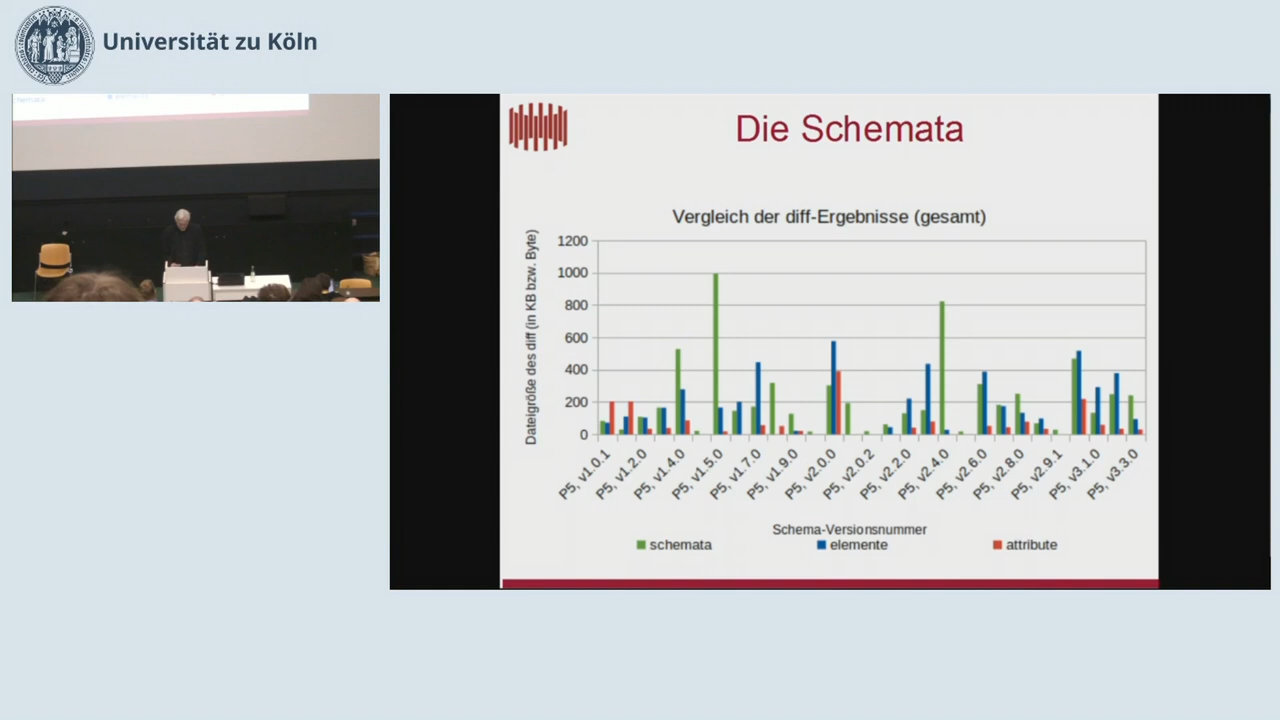 Universität zu Köln
Die Schemata
Vergleich der diff-Ergebnisse (gesamt)
Dateigröße des diff (in KB bzw. Byte)
1200
1000
800
600
400
200
0
P5, v1.0.1
P5, v1.2.0
P5, v1.4.0
P5, v1.5.0
P5, v1.7.0
P5, v1.9.0
P5, v2.0.0
P5, v2.0.2
P5, v2.2.0
P5, v2.4.0
P5, v2.6.0
P5, v2.8.0
P5, v2.9.1
P5, v3.1.0
P5, v3.3.0
Schema-Versionsnummer
schemata elemente attribute